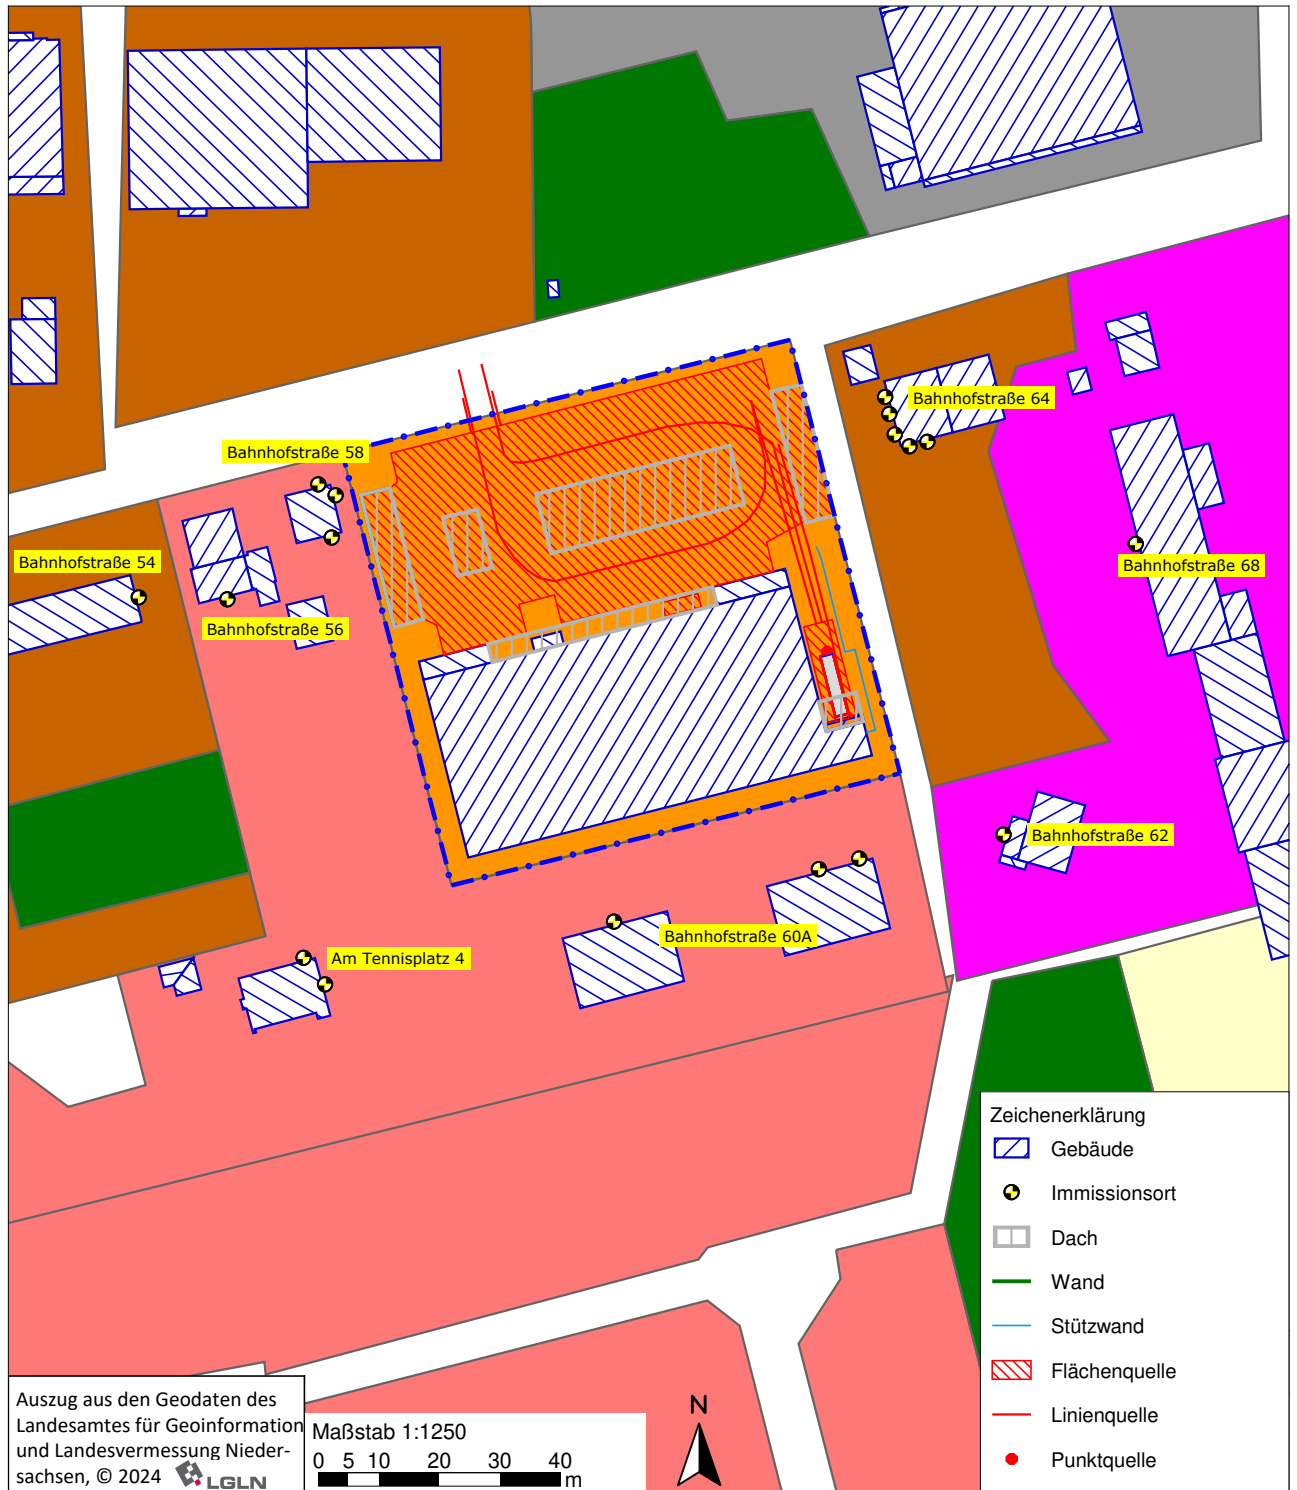 Bahnhofstraße 64
Bahnhofstraße 58
Bahnhofstraße 54
Bahnhofstraße 68
Bahnhofstraße 56
Bahnhofstraße 62
Bahnhofstraße 60A
Am Tennisplatz 4
Zeichenerklärung
Gebäude
Immissionsort
Dach
Wand
Stützwand
Flächenquelle
Linienquelle
Punktquelle
Auszug aus den Geodaten des
Landesamtes für Geoinformation
und Landesvermessung Nieder-
sachsen, © 2024 LGLN
Maßstab 1:1250
0 5 10 20 30 40
m
N